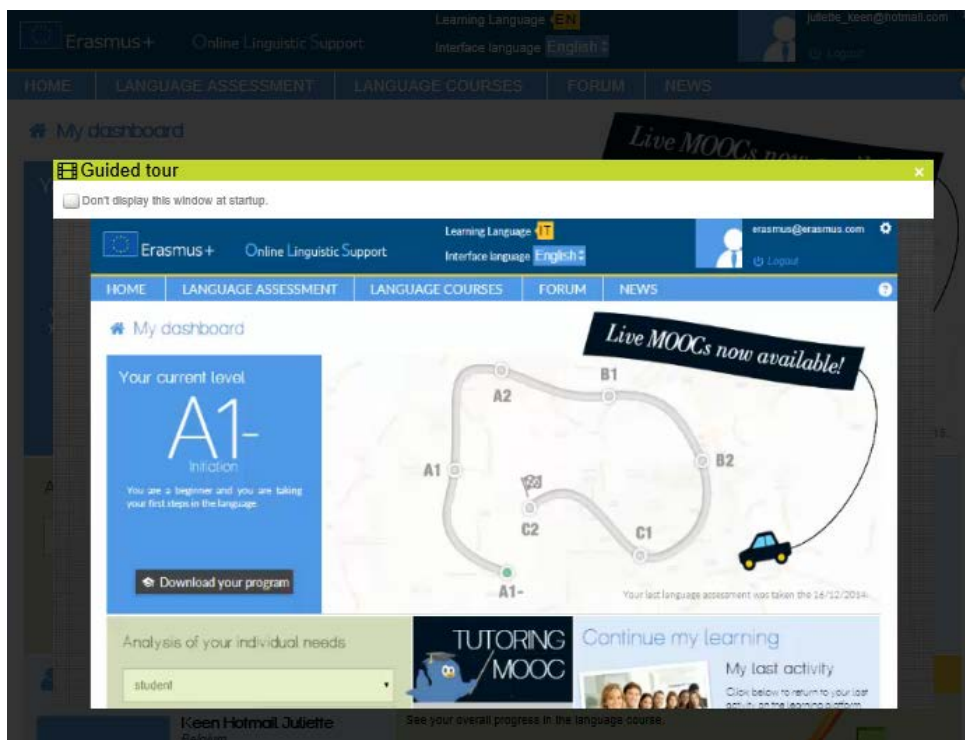 Learning Language EN
juliette_keen@hotmail.com
Erasmus+ Online Linguistic Support
Interface language English
Logout
HOME LANGUAGE ASSESSMENT LANGUAGE COURSES FORUM NEWS
My dashboard
Live MOOCs now
Guided tour
Don't display this window at startup.
Learning Language IT
erasmus@erasmus.com
Erasmus+ Online Linguistic Support
Interface language English
Logout
HOME LANGUAGE ASSESSMENT LANGUAGE COURSES FORUM NEWS
My dashboard
Live MOOCs now available!
Your current level
A1-
Initiation
You are a beginner and you are taking
your first steps in the language.
Download your program
A2
B1
A1
B2
C2
C1
A1-
Your last language assessment was taken the 16/12/2014.
Analysis of your individual needs
student
TUTORING
MOOC
Continue my learning
My last activity
Click below to return to your last
activity on the learning platform
Keen Hotmail Juliette
Belgium
See your overall progress in the language course.